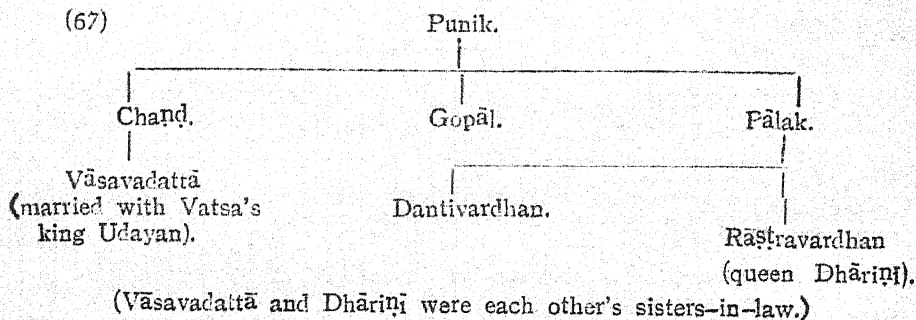 (67)
Punik.
Chaṇḍ. Gopāl. Pālak.
Vāsavadattā
(married with Vatsa's
king Udayan).
Dantivardhan.
Rāṣṭravardhan
(queen Dhāriṇī).
(Vāsavadattā and Dhāriṇī were each other's sisters-in-law.)